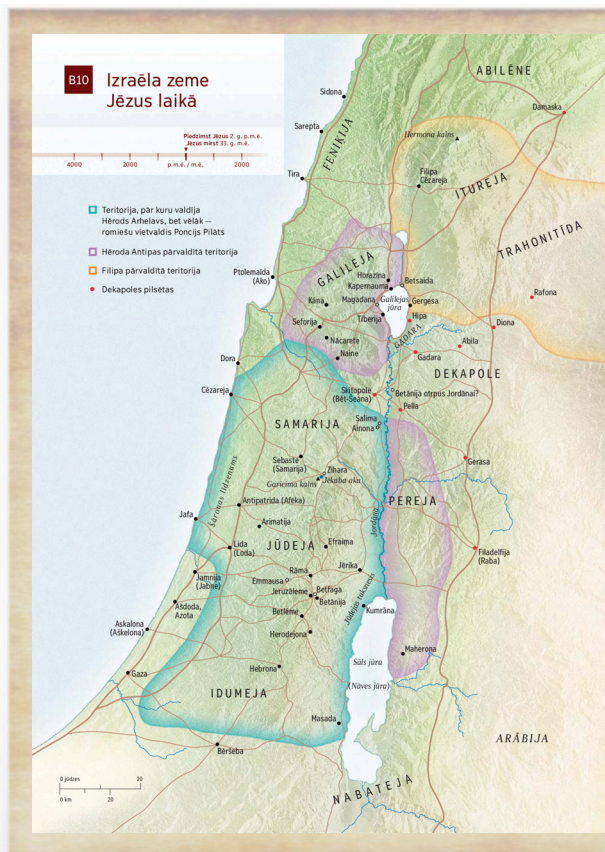 B10
Izraēla zeme
Jēzus laikā
Piedzimst Jēzus 2. g. p.m.ē.
Jēzus mirst 33. g. m.ē.
4000
2000
p.m.ē. / m.ē.
2000
Teritorija, pār kuru valdīja
Hērods Arhelavs, bet vēlāk —
romiešu vietvaldis Poncijs Pilāts
Hēroda Antipas pārvaldītā teritorija
Filipa pārvaldītā teritorija
Dekapoles pilsētas
ABILĒNE
Sidona
Damaska
Sarepta
FENIĶIJA
Hermona kalns
Tira
Filipa
Cēzareja
ITUREJA
TRAHONITĪDA
GALILEJA
Ptolemaīda
(Ako)
Horazīna
Betsaida
Kapernauma
Kāna
Magadana
Galilejas
jūra
Gergesa
Rafona
Seforija
Tiberija
Hipa
Diona
Nācarete
GADARA
Abila
Naine
Gadara
Dora
DEKAPOLE
Cēzareja
Skitopole
(Bēt-Šeāna)
Betānija otrpus Jordānai?
Pella
SAMARIJA
Salima
Ainona
Sebaste
(Samarija)
Zihara
Gerasa
Garicima kalns
Jēkaba aka
Šāronas līdzenums
Antipatrida (Afēka)
PEREJA
Jafa
Arimatija
Jordāna
Lida
(Loda)
JŪDEJA
Efraima
Filadelfija
(Raba)
Jamnija
(Jabne)
Rāma
Jērika
Emmausa
Jeruzāleme
Betfaga
Betānija
Jūdejas tuksnesis
Ašdoda,
Azota
Betlēme
Kumrāna
Askalona
(Aškelona)
Herodejona
Maherona
Gaza
Hebrona
Sāls jūra
(Nāves jūra)
IDUMEJA
Masada
Bēršeba
ARĀBIJA
NABATEJA
0 jūdzes
20
0 km
20